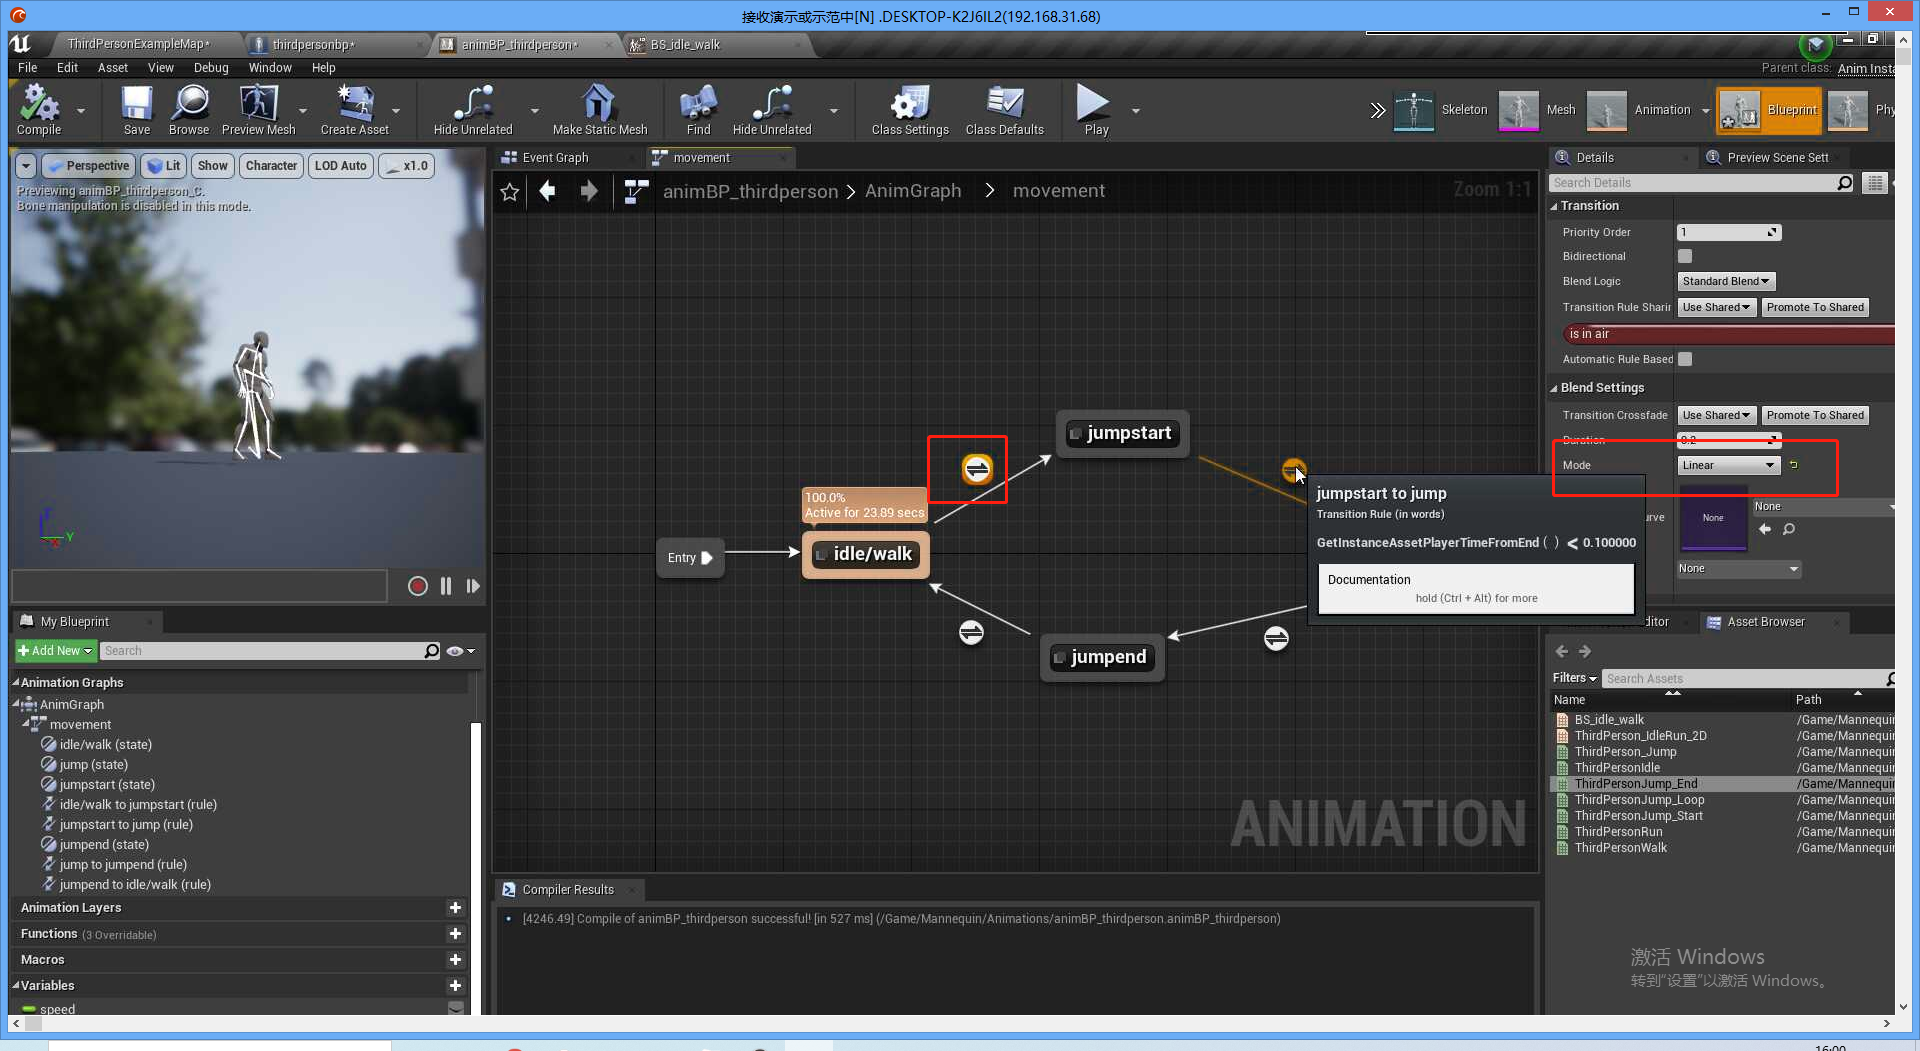 接收演示或示范中[N] .DESKTOP-K2J6IL2(192.168.31.68)
ThirdPersonExampleMap*
thirdpersonbp*
animBP_thirdperson*
BS_idle_walk
File Edit Asset View Debug Window Help
Parent class: Anim Insta
Compile
Save
Browse
Preview Mesh
Create Asset
Hide Unrelated
Make Static Mesh
Find
Hide Unrelated
Class Settings
Class Defaults
Play
Skeleton
Mesh
Animation
Blueprint
Phy
Perspective
Lit
Show
Character
LOD Auto
x1.0
Previewing animBP_thirdperson_C.
Bone manipulation is disabled in this mode.
Z
Y
Event Graph
movement
animBP_thirdperson > AnimGraph > movement
Zoom 1:1
jumpstart
100.0%
Active for 23.89 secs
Entry
idle/walk
jumpend
jumpstart to jump
Transition Rule (in words)
GetInstanceAssetPlayerTimeFromEnd ( ) < 0.100000
Documentation
hold (Ctrl + Alt) for more
ANIMATION
Details
Preview Scene Sett
Search Details
Transition
Priority Order 1
Bidirectional
Blend Logic Standard Blend
Transition Rule Sharin Use Shared Promote To Shared
is in air
Automatic Rule Based
Blend Settings
Transition Crossfade Use Shared Promote To Shared
Duration 0.2
Mode Linear
urve
None
None
None
My Blueprint
Add New
Search
Animation Graphs
AnimGraph
movement
idle/walk (state)
jump (state)
jumpstart (state)
idle/walk to jumpstart (rule)
jumpstart to jump (rule)
jumpend (state)
jump to jumpend (rule)
jumpend to idle/walk (rule)
Animation Layers
Functions (3 Overridable)
Macros
Variables
speed
Compiler Results
[4246.49] Compile of animBP_thirdperson successful! [in 527 ms] (/Game/Mannequin/Animations/animBP_thirdperson.animBP_thirdperson)
ditor
Asset Browser
Filters
Search Assets
Name Path
BS_idle_walk /Game/Mannequin
ThirdPerson_IdleRun_2D /Game/Mannequin
ThirdPerson_Jump /Game/Mannequin
ThirdPersonIdle /Game/Mannequin
ThirdPersonJump_End /Game/Mannequin
ThirdPersonJump_Loop /Game/Mannequin
ThirdPersonJump_Start /Game/Mannequin
ThirdPersonRun /Game/Mannequin
ThirdPersonWalk /Game/Mannequin
激活 Windows
转到"设置"以激活 Windows。
16:00